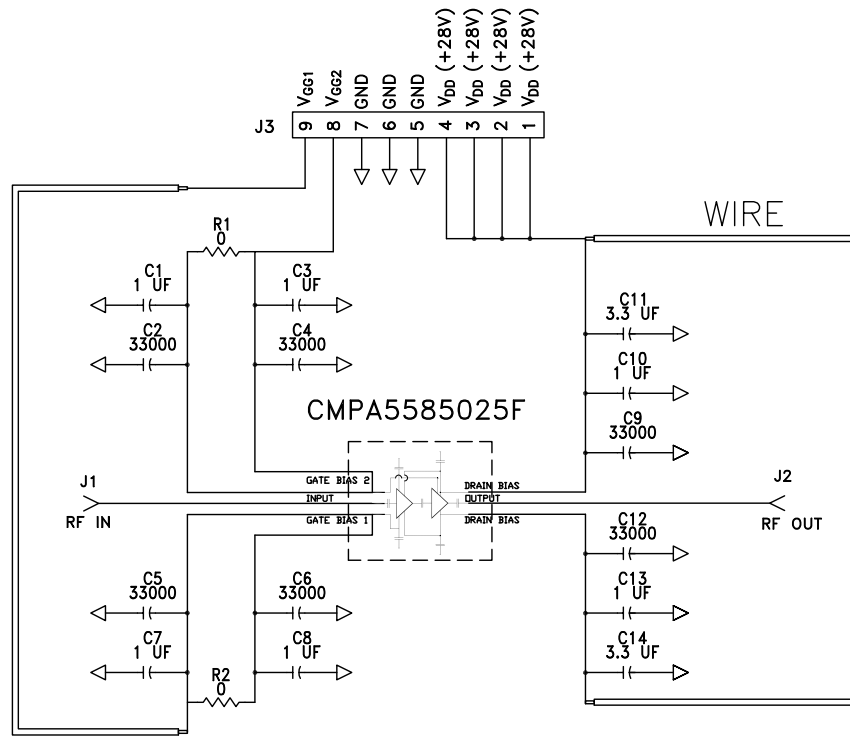 VDD (+28V)
VDD (+28V)
VDD (+28V)
VDD (+28V)
VGG1
VGG2
GND
GND
GND
J3
9 8 7 6 5 4 3 2 1
WIRE
R1
0
C1
1 UF
C3
1 UF
C2
33000
C4
33000
C11
3.3 UF
C10
1 UF
C9
33000
CMPA5585025F
J1
RF IN
GATE BIAS 2
INPUT
GATE BIAS 1
DRAIN BIAS
OUTPUT
DRAIN BIAS
J2
RF OUT
C5
33000
C6
33000
C7
1 UF
C8
1 UF
R2
0
C12
33000
C13
1 UF
C14
3.3 UF